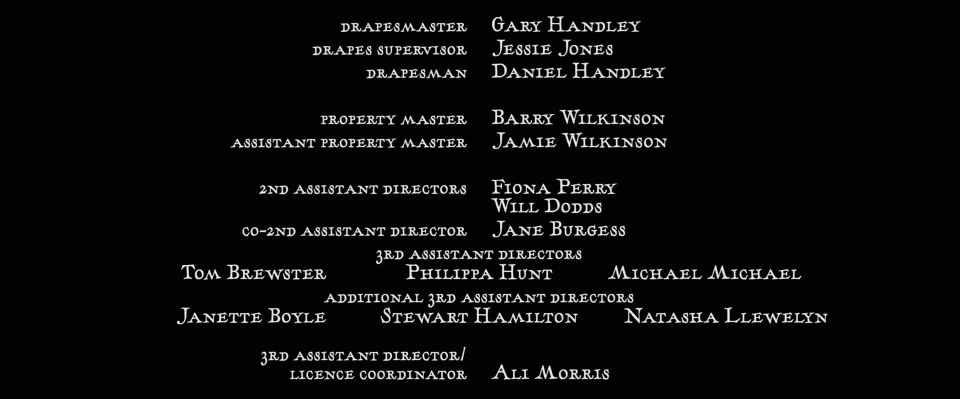 DRAPESMASTER GARY HANDLEY
DRAPES SUPERVISOR JESSIE JONES
DRAPESMAN DANIEL HANDLEY
PROPERTY MASTER BARRY WILKINSON
ASSISTANT PROPERTY MASTER JAMIE WILKINSON
2ND ASSISTANT DIRECTORS FIONA PERRY
WILL DODDS
CO-2ND ASSISTANT DIRECTOR JANE BURGESS
3RD ASSISTANT DIRECTORS
TOM BREWSTER PHILIPPA HUNT MICHAEL MICHAEL
ADDITIONAL 3RD ASSISTANT DIRECTORS
JANETTE BOYLE STEWART HAMILTON NATASHA LLEWELYN
3RD ASSISTANT DIRECTOR/
LICENCE COORDINATOR ALI MORRIS